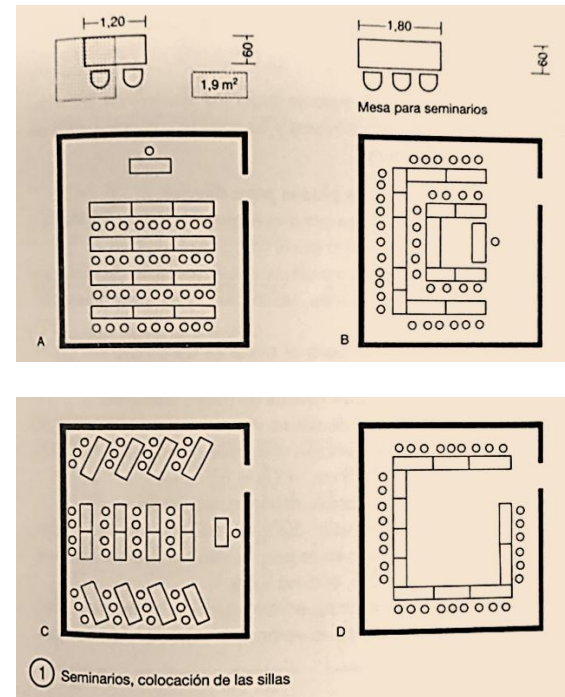 1,20
60
1,9 m²
1,80
60
Mesa para seminarios
A
B
C
D
1 Seminarios, colocación de las sillas